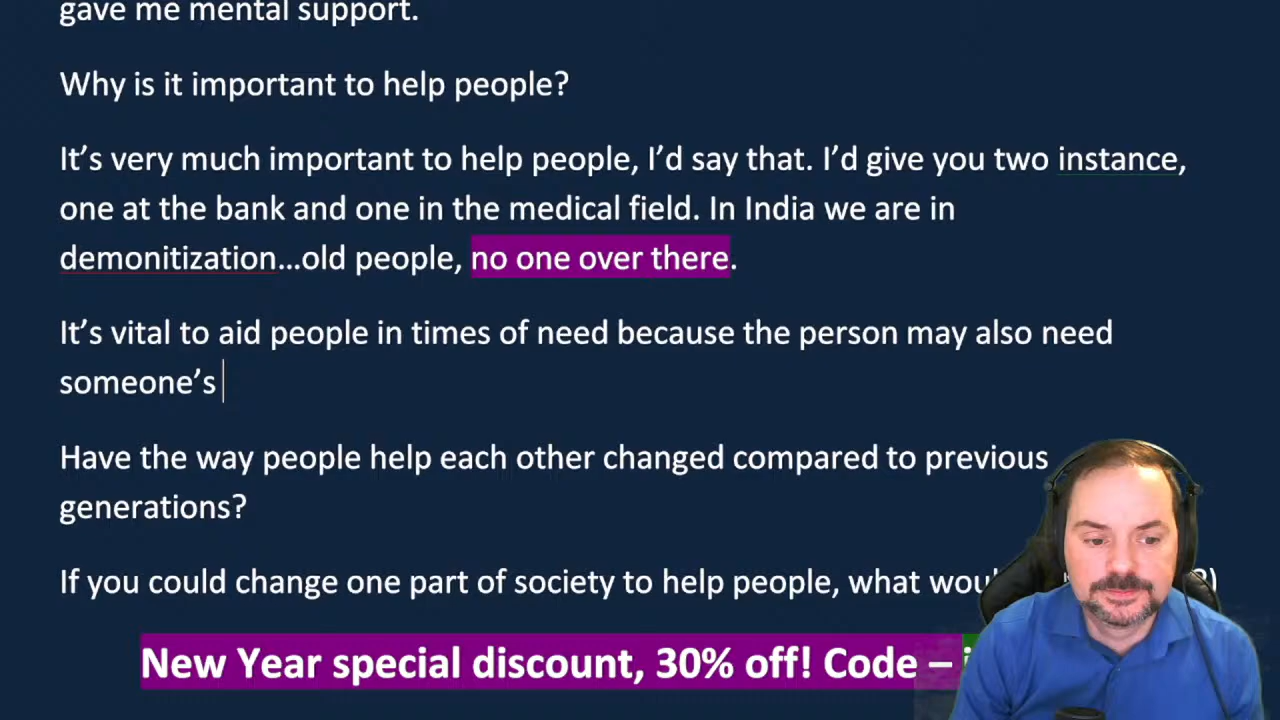 gave me mental support.
Why is it important to help people?
It's very much important to help people, I'd say that. I'd give you two instance,
one at the bank and one in the medical field. In India we are in
demonitization…old people, no one over there.
It's vital to aid people in times of need because the person may also need
someone's
Have the way people help each other changed compared to previous
generations?
If you could change one part of society to help people, what
New Year special discount, 30% off! Code –